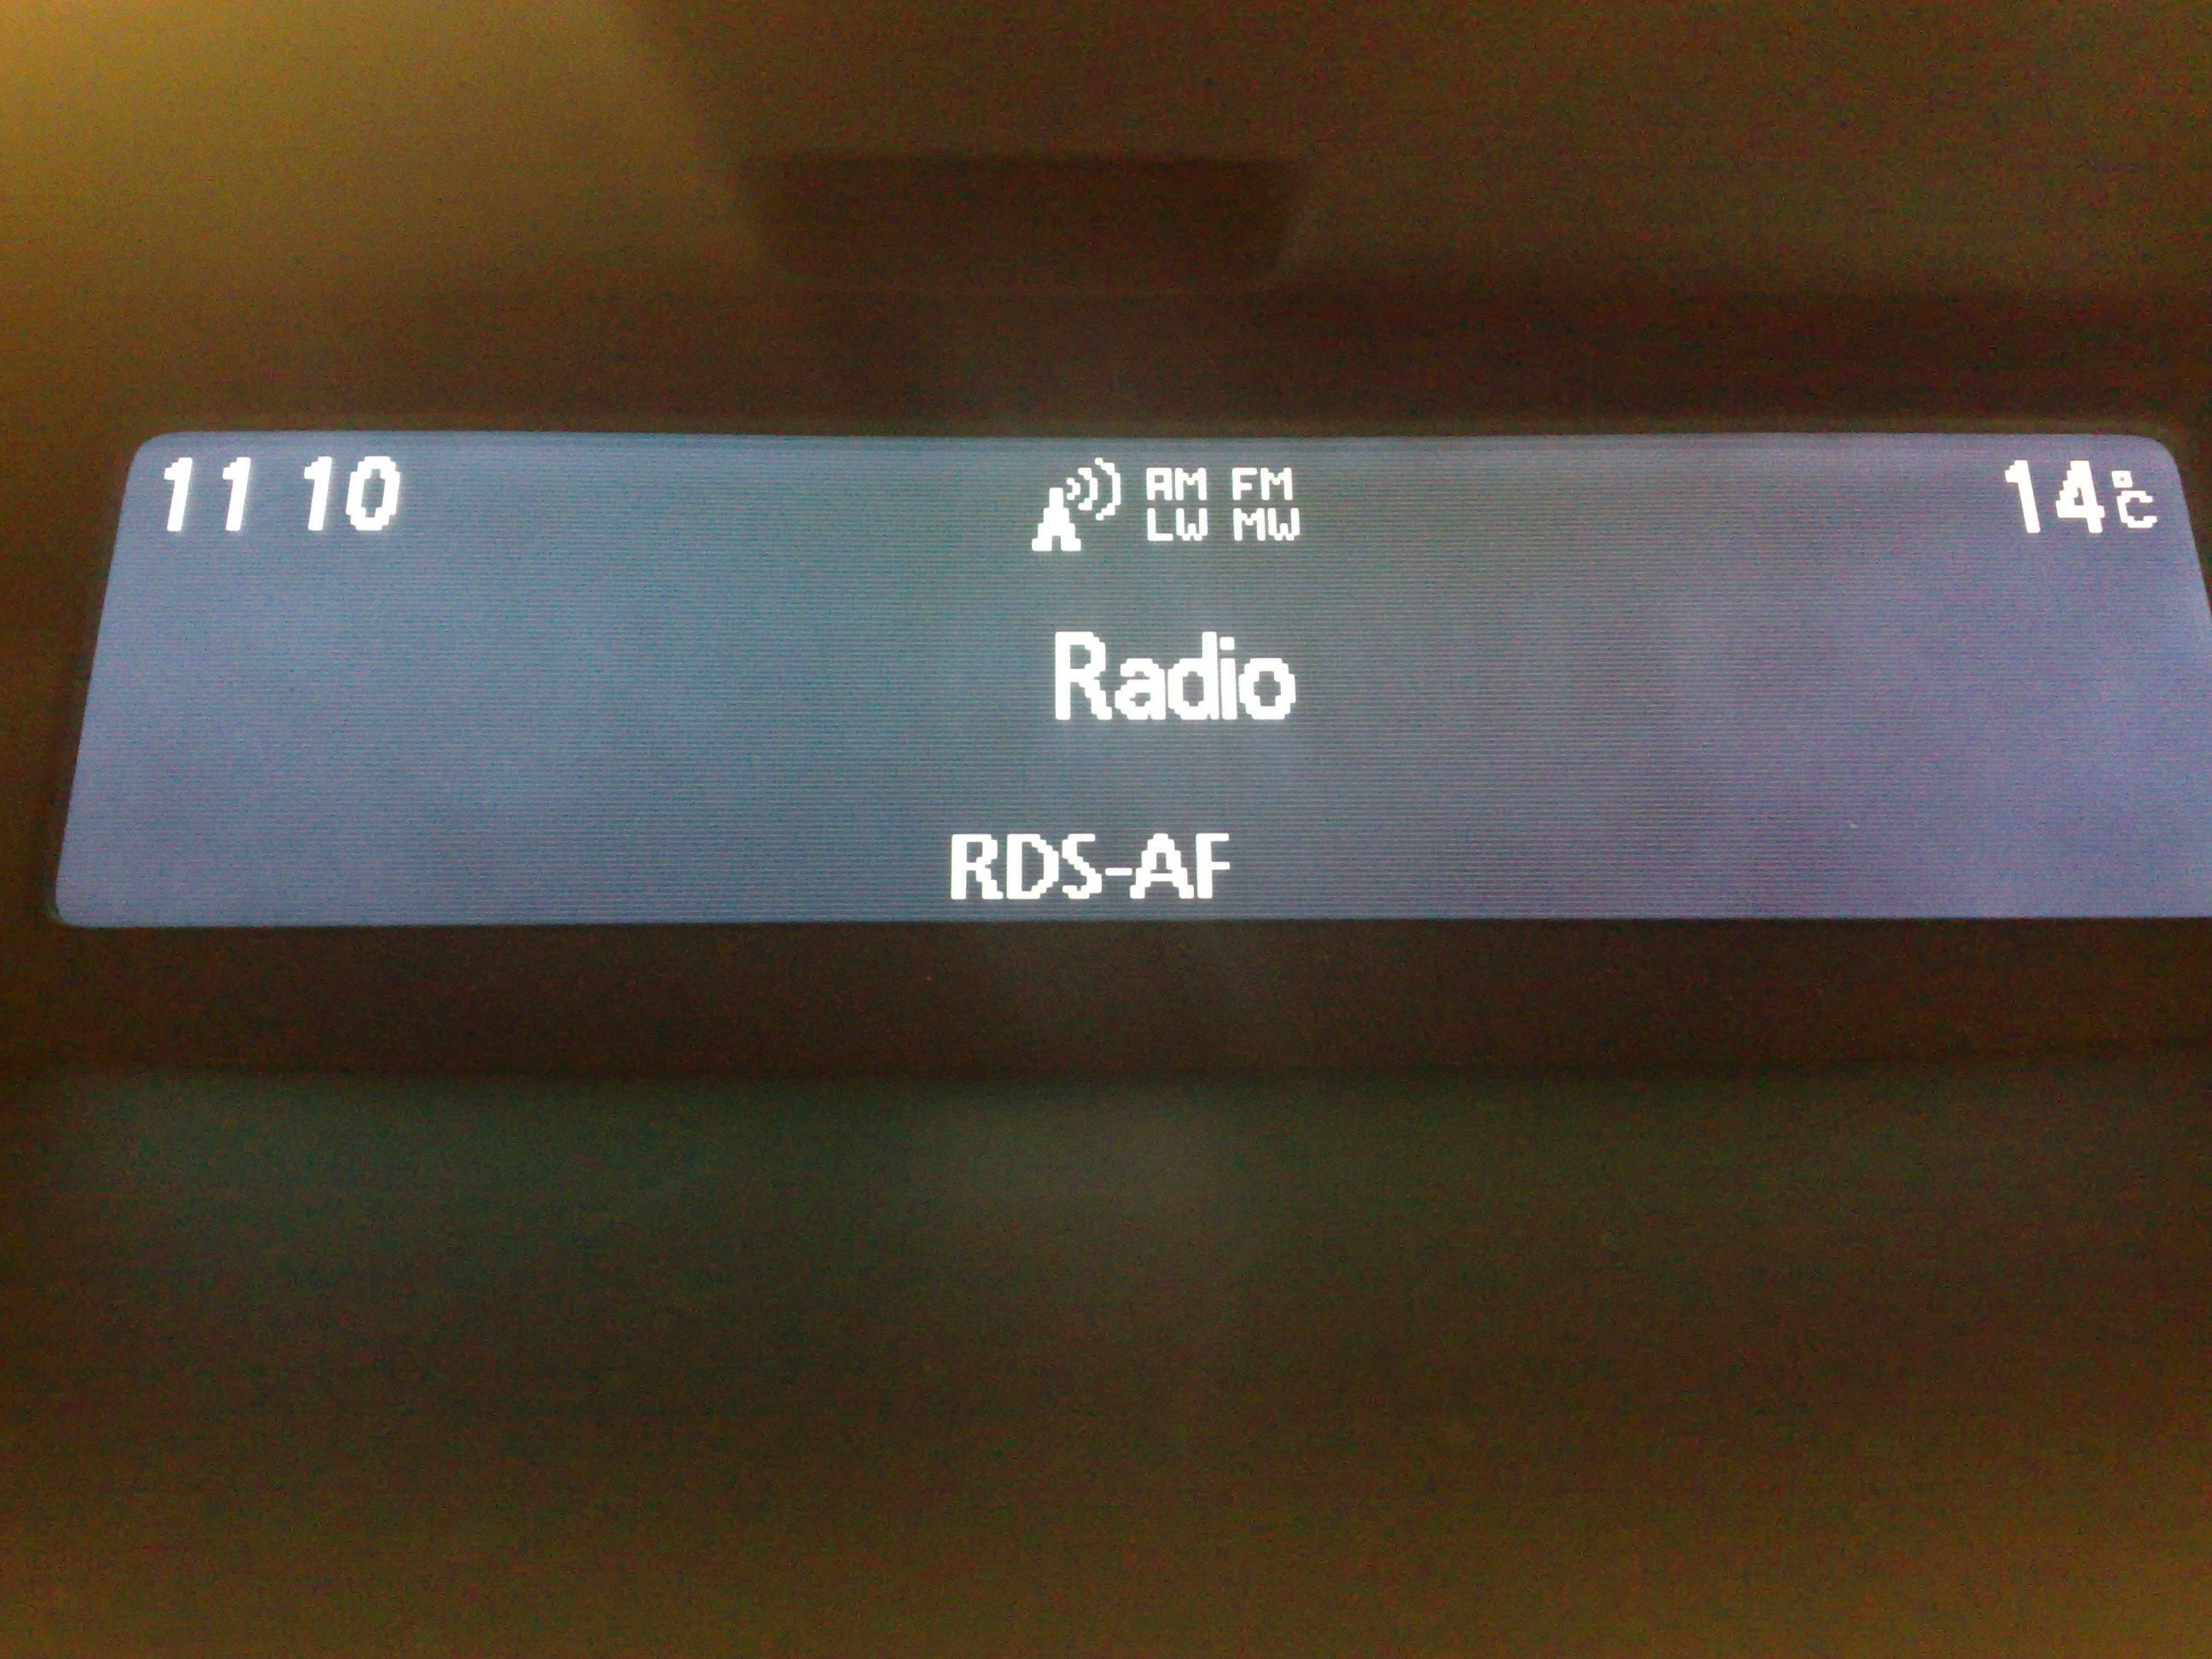 11 10
AM FM
LW MW
14°C
Radio
RDS-AF